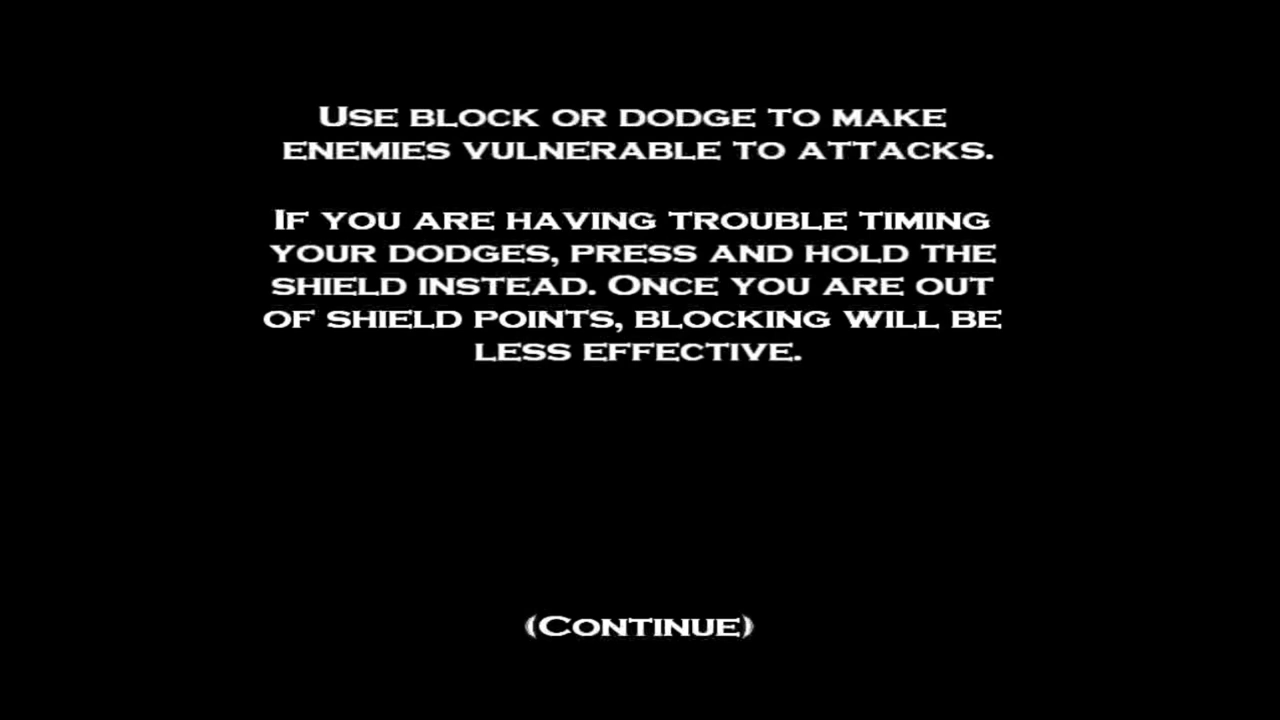 Use block or dodge to make
enemies vulnerable to attacks.
If you are having trouble timing
your dodges, press and hold the
shield instead. Once you are out
of shield points, blocking will be
less effective.
(Continue)